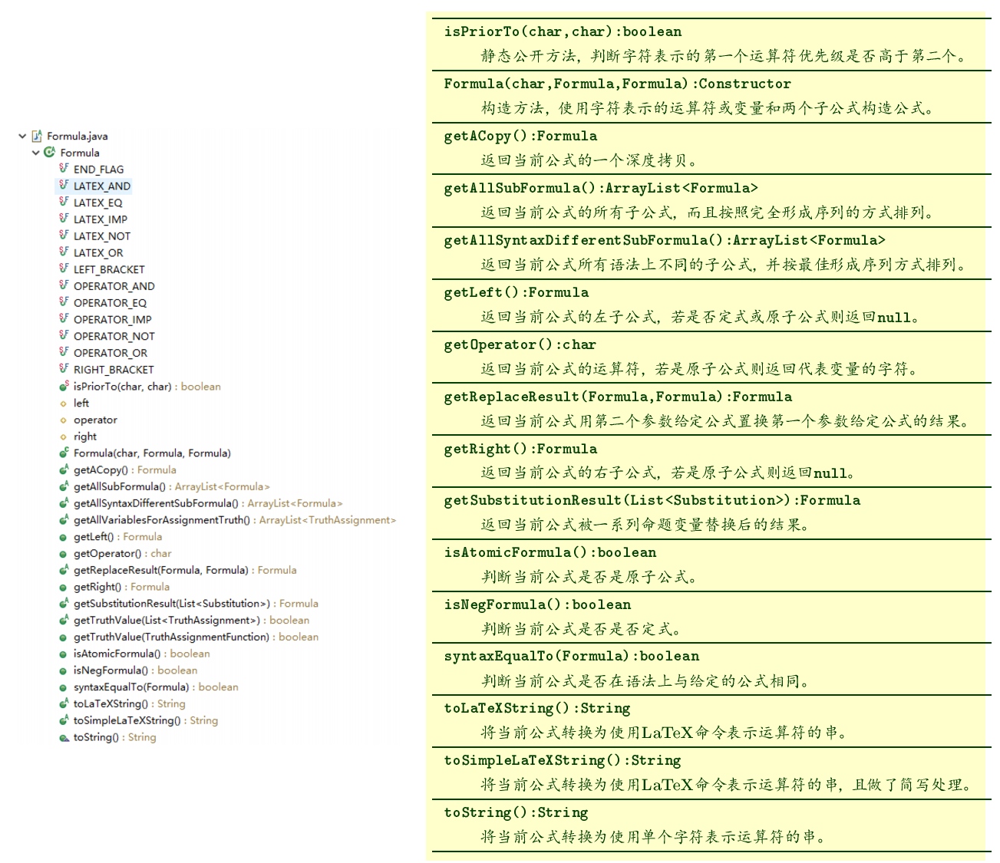 Formula.java
Formula
END_FLAG
LATEX_AND
LATEX_EQ
LATEX_IMP
LATEX_NOT
LATEX_OR
LEFT_BRACKET
OPERATOR_AND
OPERATOR_EQ
OPERATOR_IMP
OPERATOR_NOT
OPERATOR_OR
RIGHT_BRACKET
isPriorTo(char, char) : boolean
left
operator
right
Formula(char, Formula, Formula)
getACopy() : Formula
getAllSubFormula() : ArrayList<Formula>
getAllSyntaxDifferentSubFormula() : ArrayList<Formula>
getAllVariablesForAssignmentTruth() : ArrayList<TruthAssignment>
getLeft() : Formula
getOperator() : char
getReplaceResult(Formula, Formula) : Formula
getRight() : Formula
getSubstitutionResult(List<Substitution>) : Formula
getTruthValue(List<TruthAssignment>) : boolean
getTruthValue(TruthAssignmentFunction) : boolean
isAtomicFormula() : boolean
isNegFormula() : boolean
syntaxEqualTo(Formula) : boolean
toLaTeXString() : String
toSimpleLaTeXString() : String
toString() : String
isPriorTo(char,char):boolean
静态公开方法, 判断字符表示的第一个运算符优先级是否高于第二个。
Formula(char,Formula,Formula):Constructor
构造方法, 使用字符表示的运算符或变量和两个子公式构造公式。
getACopy():Formula
返回当前公式的一个深度拷贝。
getAllSubFormula():ArrayList<Formula>
返回当前公式的所有子公式, 而且按照完全形成序列的方式排列。
getAllSyntaxDifferentSubFormula():ArrayList<Formula>
返回当前公式所有语法上不同的子公式, 并按最佳形成序列方式排列。
getLeft():Formula
返回当前公式的左子公式, 若是否定式或原子公式则返回null。
getOperator():char
返回当前公式的运算符, 若是原子公式则返回代表变量的字符。
getReplaceResult(Formula,Formula):Formula
返回当前公式用第二个参数给定公式置换第一个参数给定公式的结果。
getRight():Formula
返回当前公式的右子公式, 若是原子公式则返回null。
getSubstitutionResult(List<Substitution>):Formula
返回当前公式被一系列命题变量替换后的结果。
isAtomicFormula():boolean
判断当前公式是否是原子公式。
isNegFormula():boolean
判断当前公式是否是否定式。
syntaxEqualTo(Formula):boolean
判断当前公式是否在语法上与给定的公式相同。
toLaTeXString():String
将当前公式转换为使用LaTeX命令表示运算符的串。
toSimpleLaTeXString():String
将当前公式转换为使用LaTeX命令表示运算符的串, 且做了简写处理。
toString():String
将当前公式转换为使用单个字符表示运算符的串。